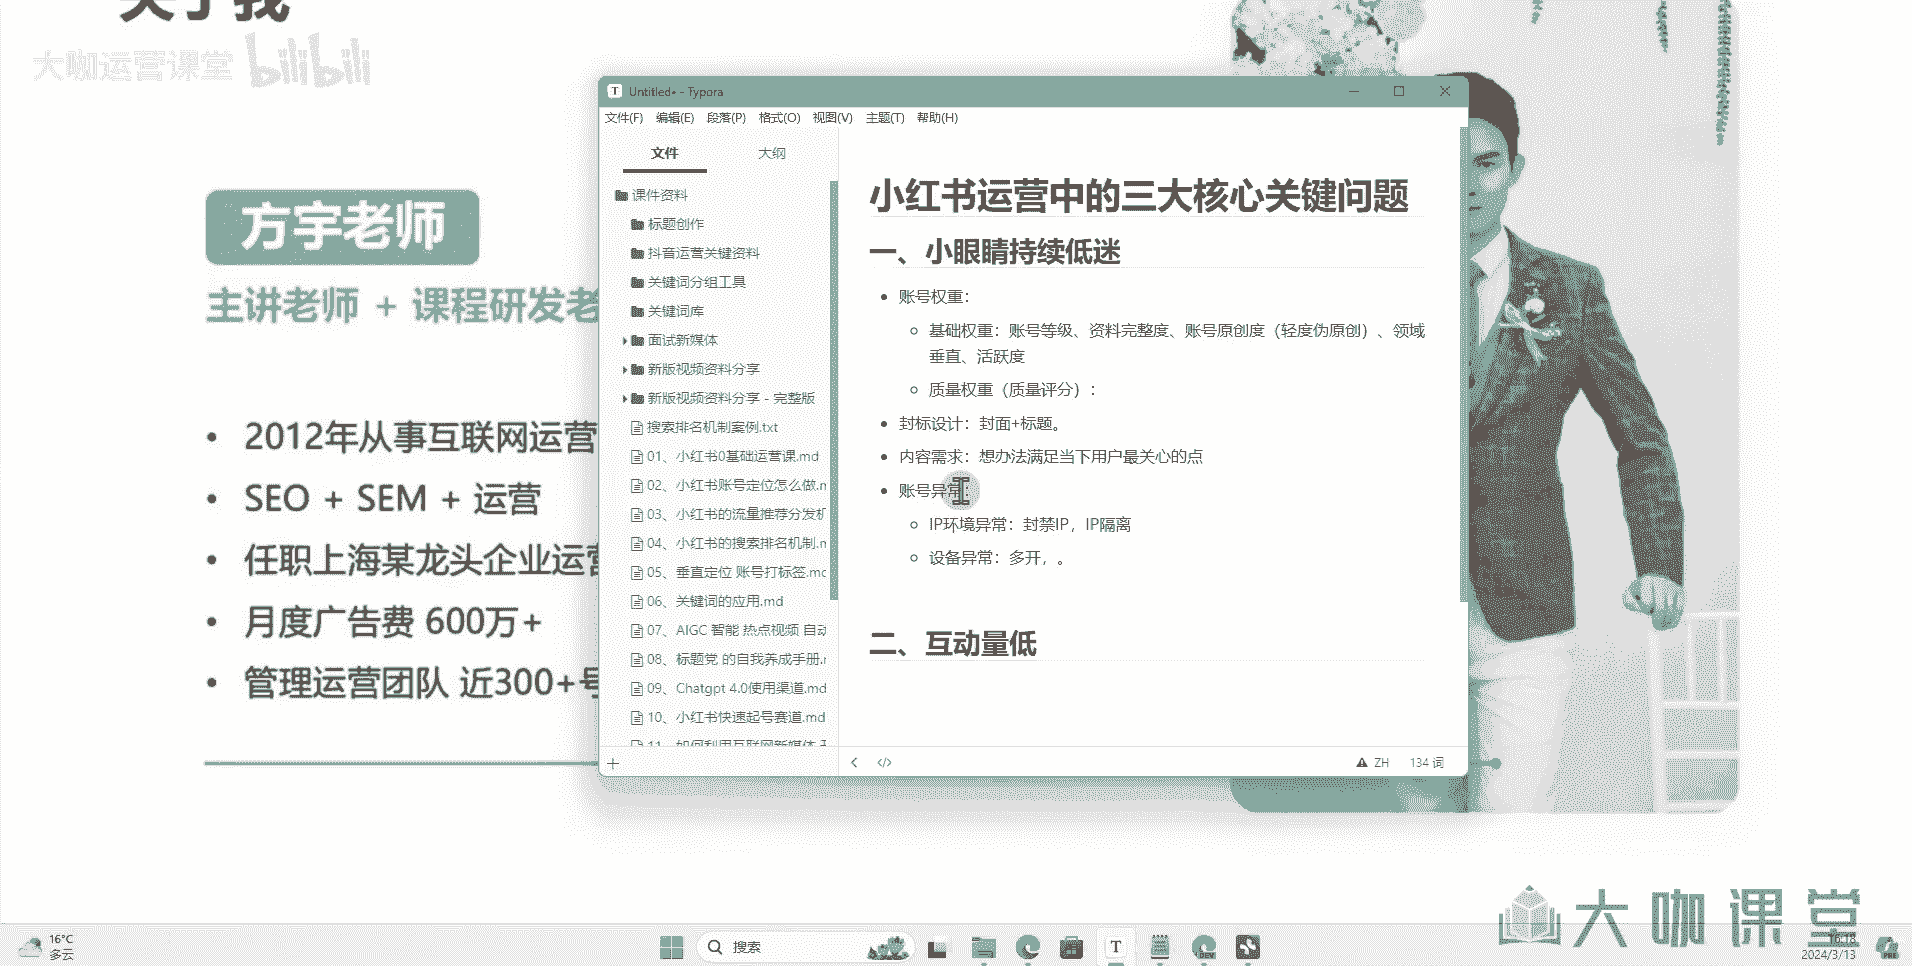 关于我
大咖运营课堂 bilibili
方宇老师
主讲老师 + 课程研发老
2012年从事互联网运营
SEO + SEM + 运营
任职上海某龙头企业运营
月度广告费 600万+
管理运营团队 近300+号
Untitled• - Typora
文件(F) 编辑(E) 段落(P) 格式(O) 视图(V) 主题(T) 帮助(H)
文件 大纲
课件资料
标题创作
抖音运营关键资料
关键词分组工具
关键词库
面试新媒体
新版视频资料分享
新版视频资料分享 - 完整版
搜索排名机制案例.txt
01、小红书0基础运营课.md
02、小红书账号定位怎么做.m
03、小红书的流量推荐分发机
04、小红书的搜索排名机制.m
05、垂直定位 账号打标签.mc
06、关键词的应用.md
07、AIGC 智能 热点视频 自动
08、标题党 的自我养成手册.r
09、Chatgpt 4.0使用渠道.md
10、小红书快速起号赛道.md
11、如何利用互联网新媒体
小红书运营中的三大核心关键问题
一、小眼睛持续低迷
账号权重：
基础权重：账号等级、资料完整度、账号原创度（轻度伪原创）、领域
垂直、活跃度
质量权重（质量评分）：
封标设计：封面+标题。
内容需求：想办法满足当下用户最关心的点
账号异常：
IP环境异常：封禁IP，IP隔离
设备异常：多开，。
二、互动量低
ZH 134 词
大咖课堂
16°C
多云
搜索
DEV
16:18
2024/3/13
PRE